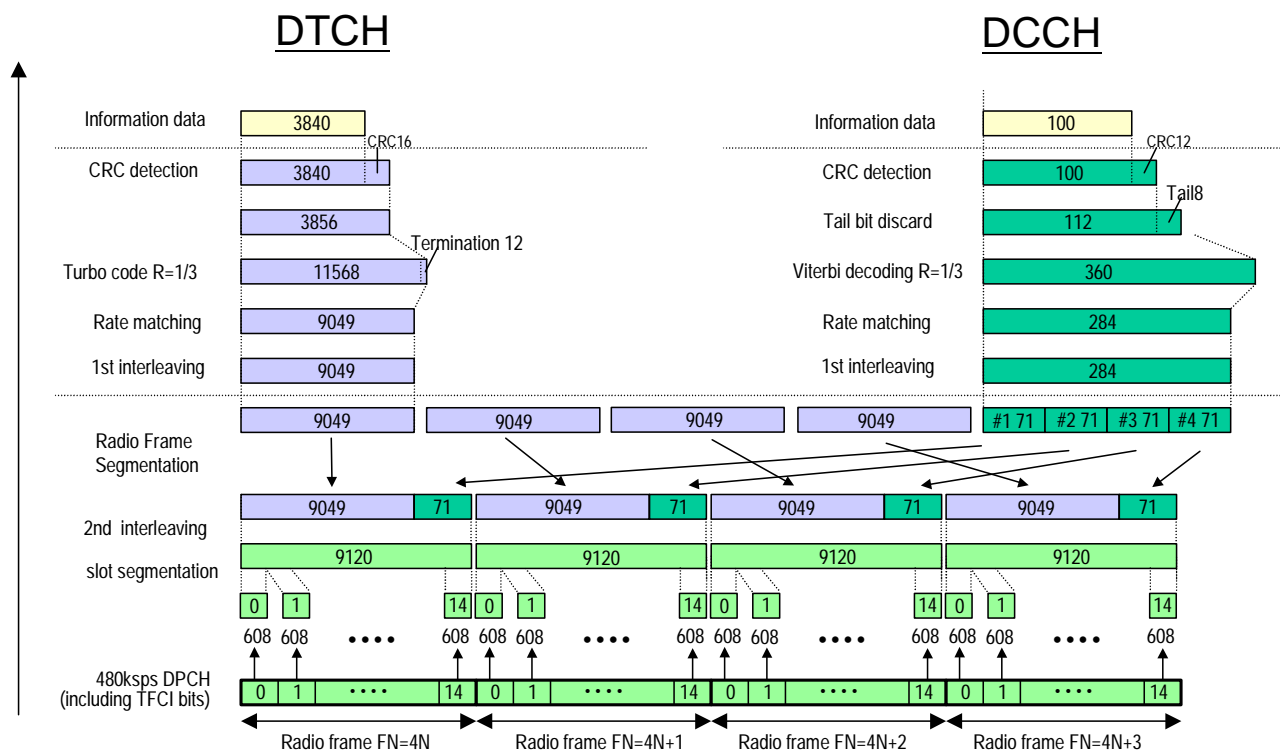 DTCH DCCH
Information data 3840 Information data 100
CRC16 CRC12
CRC detection 3840 CRC detection 100
Tail8
3856 Tail bit discard 112
Termination 12
Turbo code R=1/3 11568 Viterbi decoding R=1/3 360
Rate matching 9049 Rate matching 284
1st interleaving 9049 1st interleaving 284
9049 9049 9049 9049 #1 71 #2 71 #3 71 #4 71
Radio Frame
Segmentation
9049 71 9049 71 9049 71 9049 71
2nd interleaving
9120 9120 9120 9120
slot segmentation
0 1 14 0 1 14 0 1 14 0 1 14
608 608 •••• 608 608 608 •••• 608 608 608 •••• 608 608 608 •••• 608
480ksps DPCH
(including TFCI bits)
0 1 •••• 14 0 1 •••• 14 0 1 •••• 14 0 1 •••• 14
Radio frame FN=4N Radio frame FN=4N+1 Radio frame FN=4N+2 Radio frame FN=4N+3